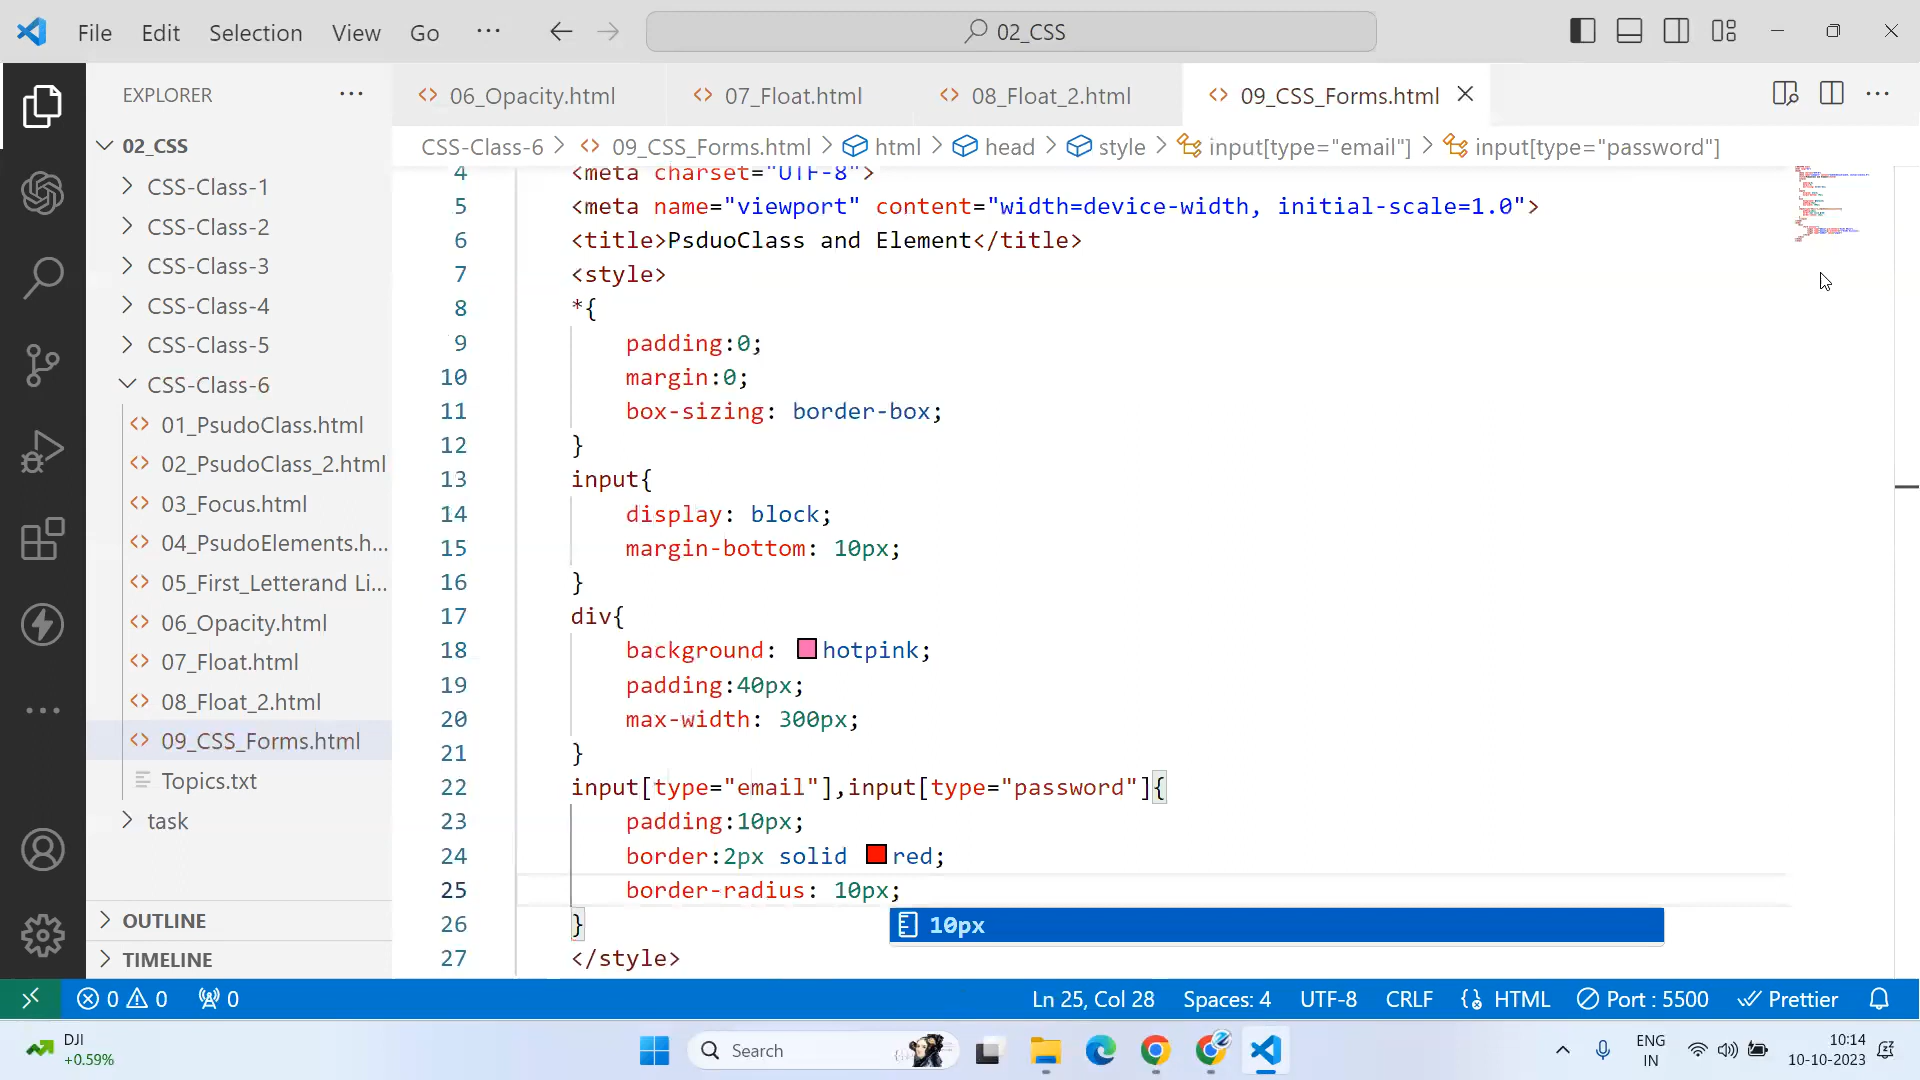 File Edit Selection View Go ··· 02_CSS
EXPLORER ···
06_Opacity.html 07_Float.html 08_Float_2.html 09_CSS_Forms.html ···
CSS-Class-6 > 09_CSS_Forms.html > html > head > style > input[type="email"] > input[type="password"]
02_CSS
CSS-Class-1
CSS-Class-2
CSS-Class-3
CSS-Class-4
CSS-Class-5
CSS-Class-6
01_PsudoClass.html
02_PsudoClass_2.html
03_Focus.html
04_PsudoElements.h...
05_First_Letterand Li...
06_Opacity.html
07_Float.html
08_Float_2.html
09_CSS_Forms.html
Topics.txt
task
OUTLINE
TIMELINE
4 <meta charset="UTF-8">
5 <meta name="viewport" content="width=device-width, initial-scale=1.0">
6 <title>PsduoClass and Element</title>
7 <style>
8 *{
9 padding:0;
10 margin:0;
11 box-sizing: border-box;
12 }
13 input{
14 display: block;
15 margin-bottom: 10px;
16 }
17 div{
18 background: hotpink;
19 padding:40px;
20 max-width: 300px;
21 }
22 input[type="email"],input[type="password"]{
23 padding:10px;
24 border:2px solid red;
25 border-radius: 10px;
26 }
10px
27 </style>
0 0 0 Ln 25, Col 28 Spaces: 4 UTF-8 CRLF HTML Port : 5500 Prettier
DJI
+0.59%
Search
ENG
IN
10:14
10-10-2023